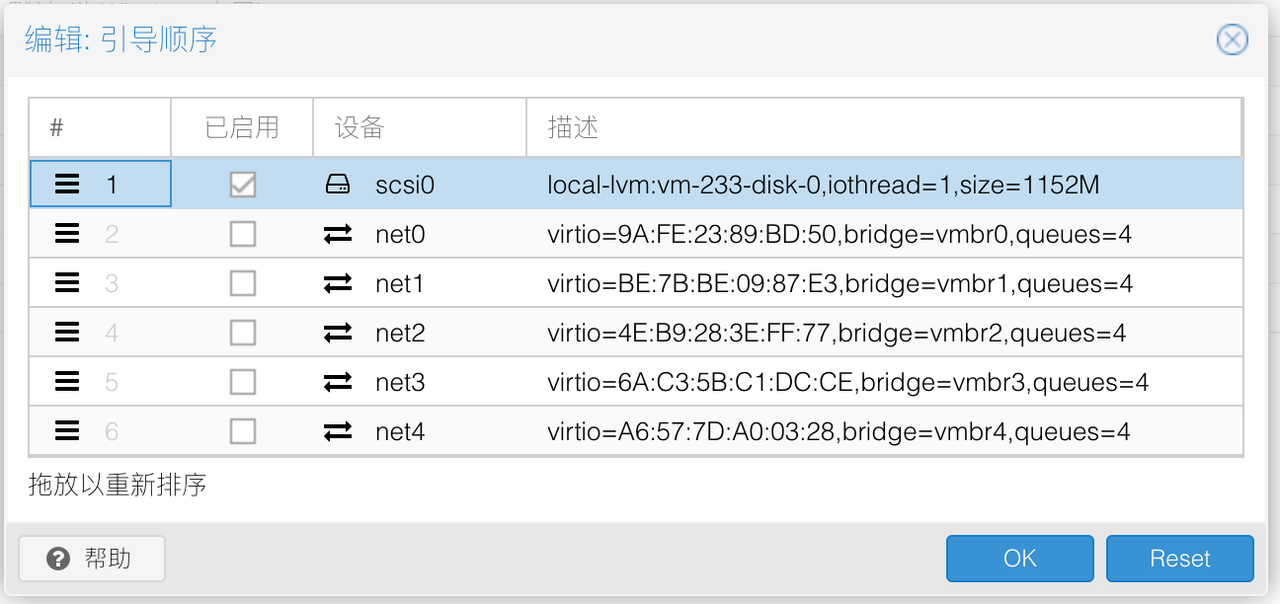 编辑: 引导顺序
# 已启用 设备 描述
1 scsi0 local-lvm:vm-233-disk-0,iothread=1,size=1152M
2 net0 virtio=9A:FE:23:89:BD:50,bridge=vmbr0,queues=4
3 net1 virtio=BE:7B:BE:09:87:E3,bridge=vmbr1,queues=4
4 net2 virtio=4E:B9:28:3E:FF:77,bridge=vmbr2,queues=4
5 net3 virtio=6A:C3:5B:C1:DC:CE,bridge=vmbr3,queues=4
6 net4 virtio=A6:57:7D:A0:03:28,bridge=vmbr4,queues=4
拖放以重新排序
? 帮助 OK Reset